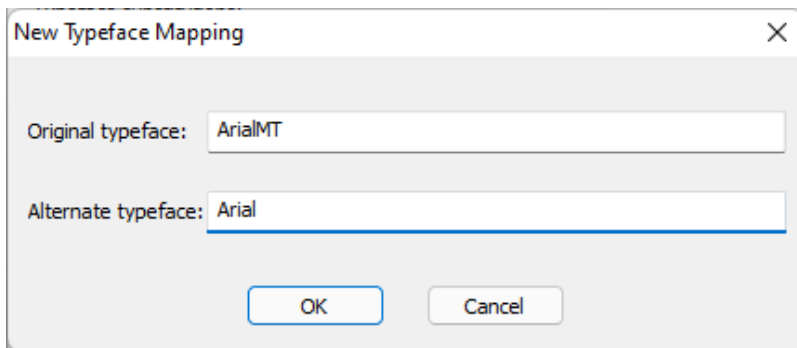 New Typeface Mapping
Original typeface: ArialMT
Alternate typeface: Arial
OK Cancel